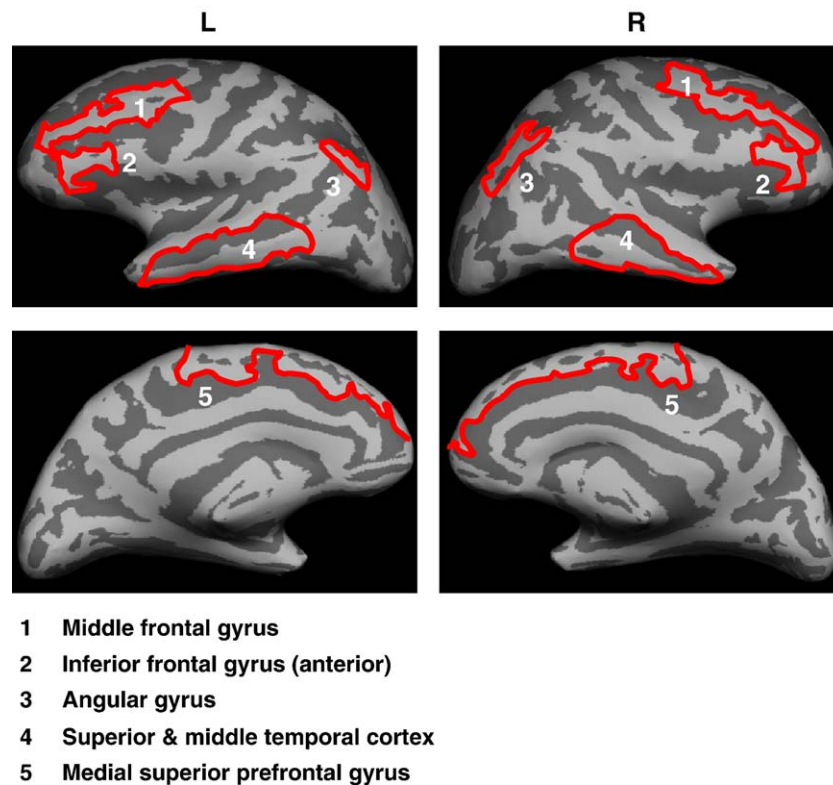 L R
1 1
2 2
3 3
4 4
5 5
1 Middle frontal gyrus
2 Inferior frontal gyrus (anterior)
3 Angular gyrus
4 Superior & middle temporal cortex
5 Medial superior prefrontal gyrus